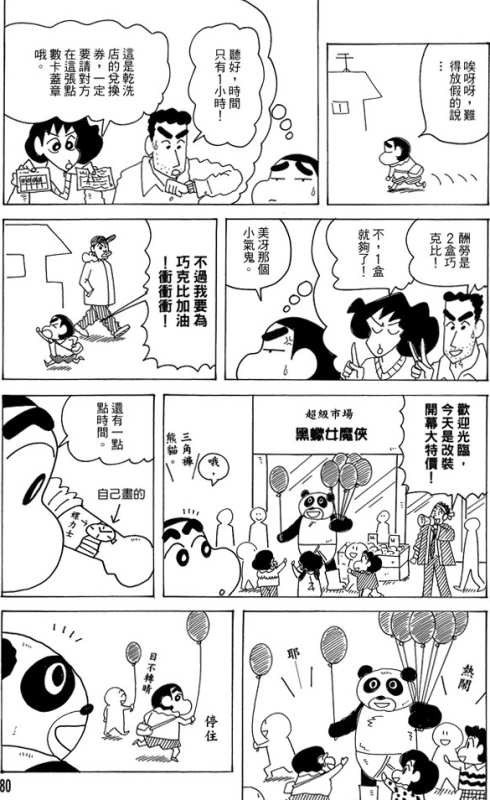 唉呀呀，難
得放假的說
…
聽好，時間
只有1小時！
這是乾洗
店的兌換
券，一定
要請對方
在這張點
數卡蓋章
哦。
酬勞是
2盒巧
克比！
不，1盒
就夠了！
美冴那個
小氣鬼。
不過我要為
巧克比加油
！衝衝衝！
歡迎光臨，
今天是改裝
開幕大特價！
超級市場
黑蠍女魔俠
哦，
三角褲
熊貓。
還有一點
點時間。
自己畫的
力士
熱鬧
耶
停住
目不轉睛
80